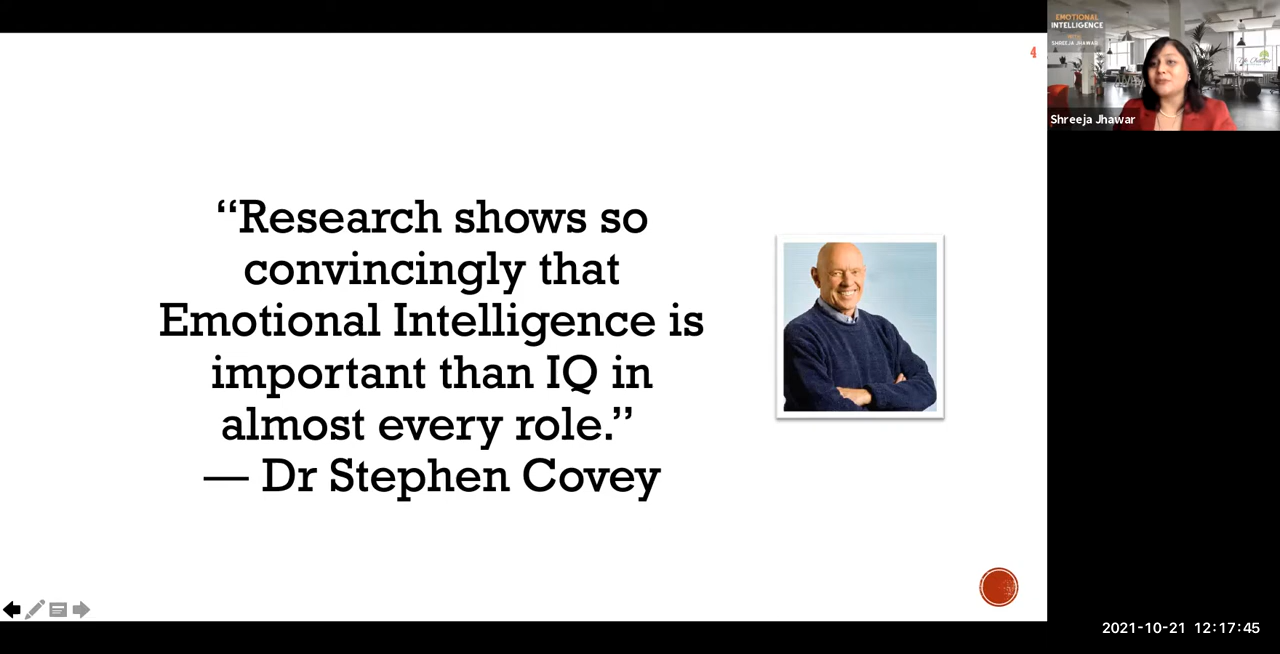 4
“Research shows so
convincingly that
Emotional Intelligence is
important than IQ in
almost every role.”
— Dr Stephen Covey
EMOTIONAL
INTELLIGENCE
SHREEJA JHAWAR
Shreeja Jhawar
2021-10-21 12:17:45